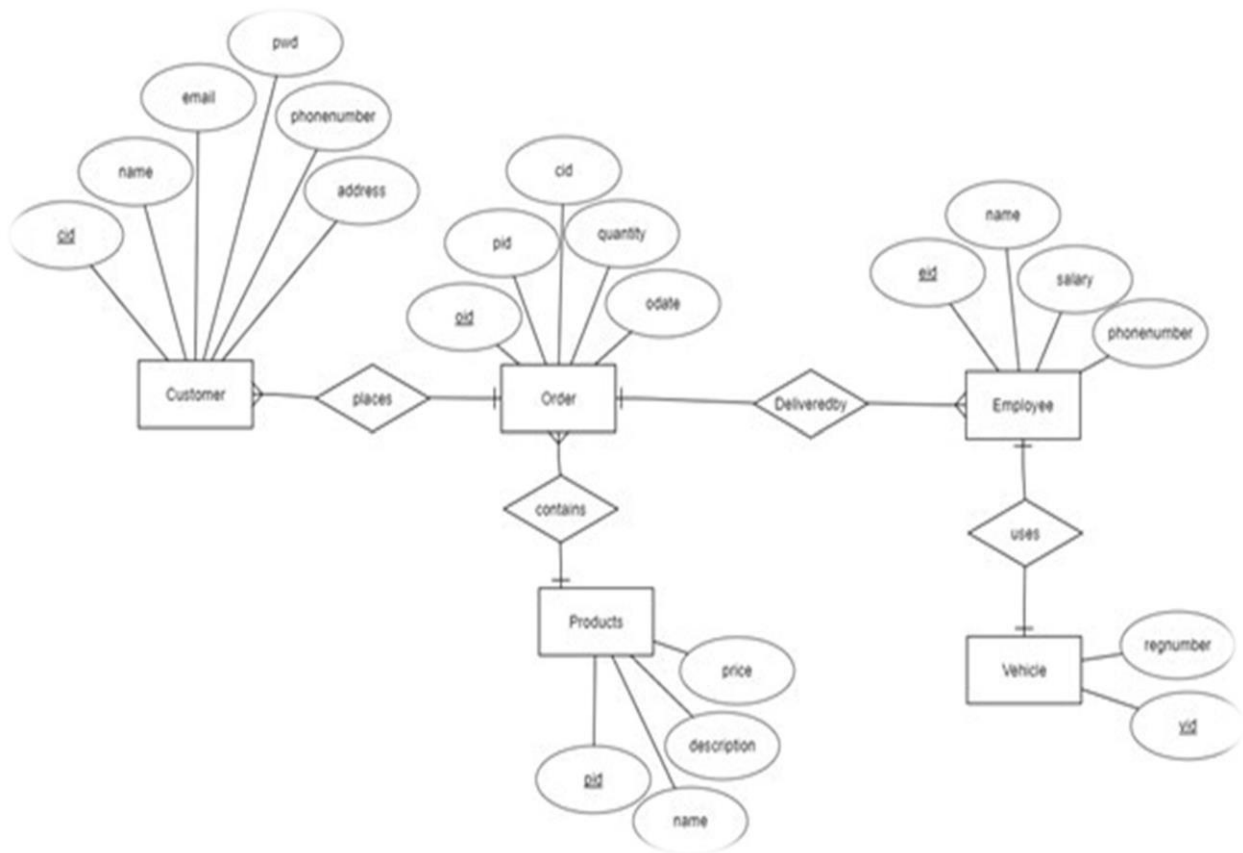 pwd
email
phonenumber
name
address
cid
cid
pid
quantity
oid
odate
name
eid
salary
phonenumber
Customer
places
Order
Deliveredby
Employee
contains
uses
Products
price
description
pid
name
Vehicle
regnumber
vid